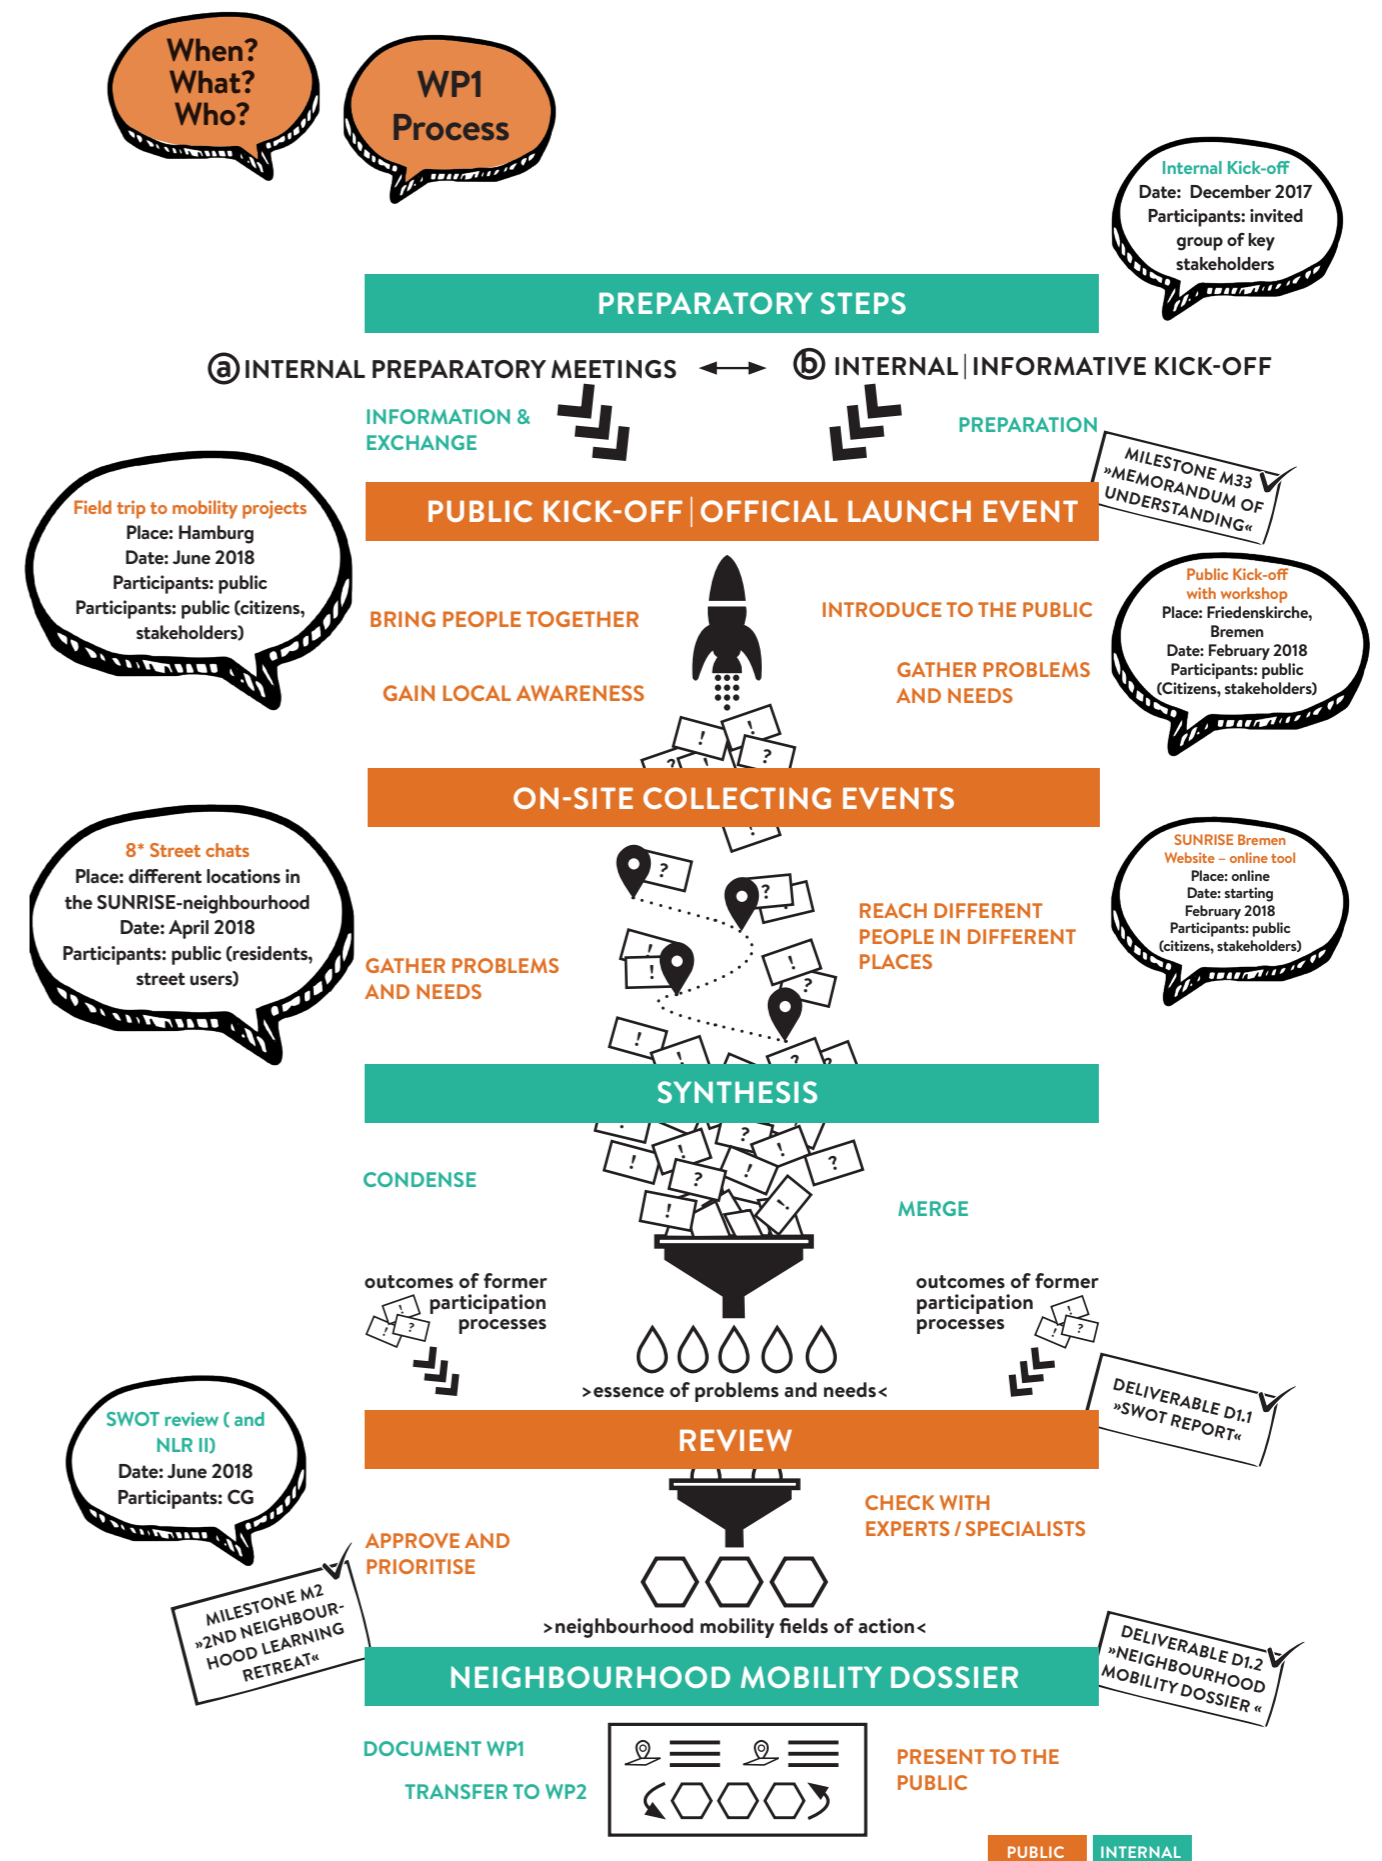 When?
What?
Who?
WP1
Process
Internal Kick-off
Date: December 2017
Participants: invited
group of key
stakeholders
PREPARATORY STEPS
ⓐ INTERNAL PREPARATORY MEETINGS
ⓑ INTERNAL | INFORMATIVE KICK-OFF
INFORMATION &
EXCHANGE
PREPARATION
MILESTONE M33
»MEMORANDUM OF
UNDERSTANDING«
PUBLIC KICK-OFF | OFFICIAL LAUNCH EVENT
Field trip to mobility projects
Place: Hamburg
Date: June 2018
Participants: public
Participants: public (citizens,
stakeholders)
BRING PEOPLE TOGETHER
GAIN LOCAL AWARENESS
INTRODUCE TO THE PUBLIC
GATHER PROBLEMS
AND NEEDS
Public Kick-off
with workshop
Place: Friedenskirche,
Bremen
Date: February 2018
Participants: public
(Citizens, stakeholders)
ON-SITE COLLECTING EVENTS
8* Street chats
Place: different locations in
the SUNRISE-neighbourhood
Date: April 2018
Participants: public (residents,
street users)
GATHER PROBLEMS
AND NEEDS
REACH DIFFERENT
PEOPLE IN DIFFERENT
PLACES
SUNRISE Bremen
Website – online tool
Place: online
Date: starting
February 2018
Participants: public
(citizens, stakeholders)
SYNTHESIS
CONDENSE
MERGE
outcomes of former
participation
processes
outcomes of former
participation
processes
>essence of problems and needs<
DELIVERABLE D1.1
»SWOT REPORT«
REVIEW
SWOT review ( and
NLR II)
Date: June 2018
Participants: CG
APPROVE AND
PRIORITISE
CHECK WITH
EXPERTS / SPECIALISTS
MILESTONE M2
»2ND NEIGHBOUR-
HOOD LEARNING
RETREAT«
>neighbourhood mobility fields of action<
DELIVERABLE D1.2
»NEIGHBOURHOOD
MOBILITY DOSSIER «
NEIGHBOURHOOD MOBILITY DOSSIER
DOCUMENT WP1
TRANSFER TO WP2
PRESENT TO THE
PUBLIC
PUBLIC
INTERNAL